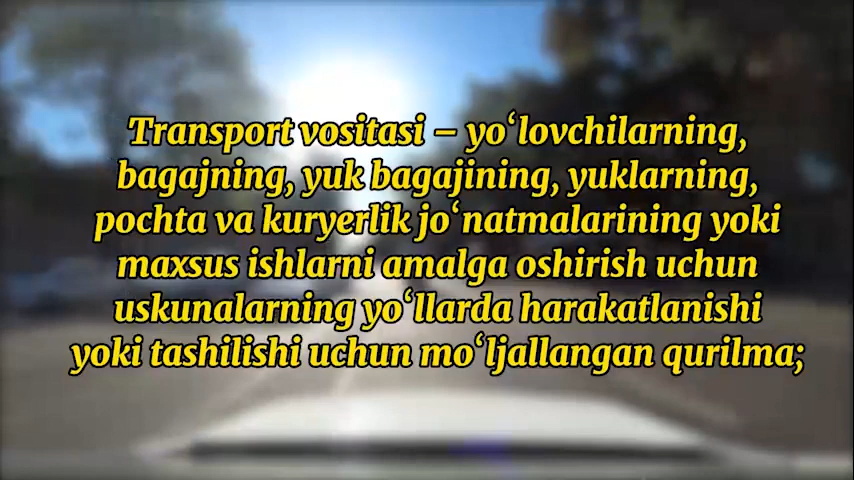 Transport vositasi – yoʻlovchilarning,
bagajning, yuk bagajining, yuklarning,
pochta va kuryerlik joʻnatmalarining yoki
maxsus ishlarni amalga oshirish uchun
uskunalarning yoʻllarda harakatlanishi
yoki tashilishi uchun moʻljallangan qurilma;